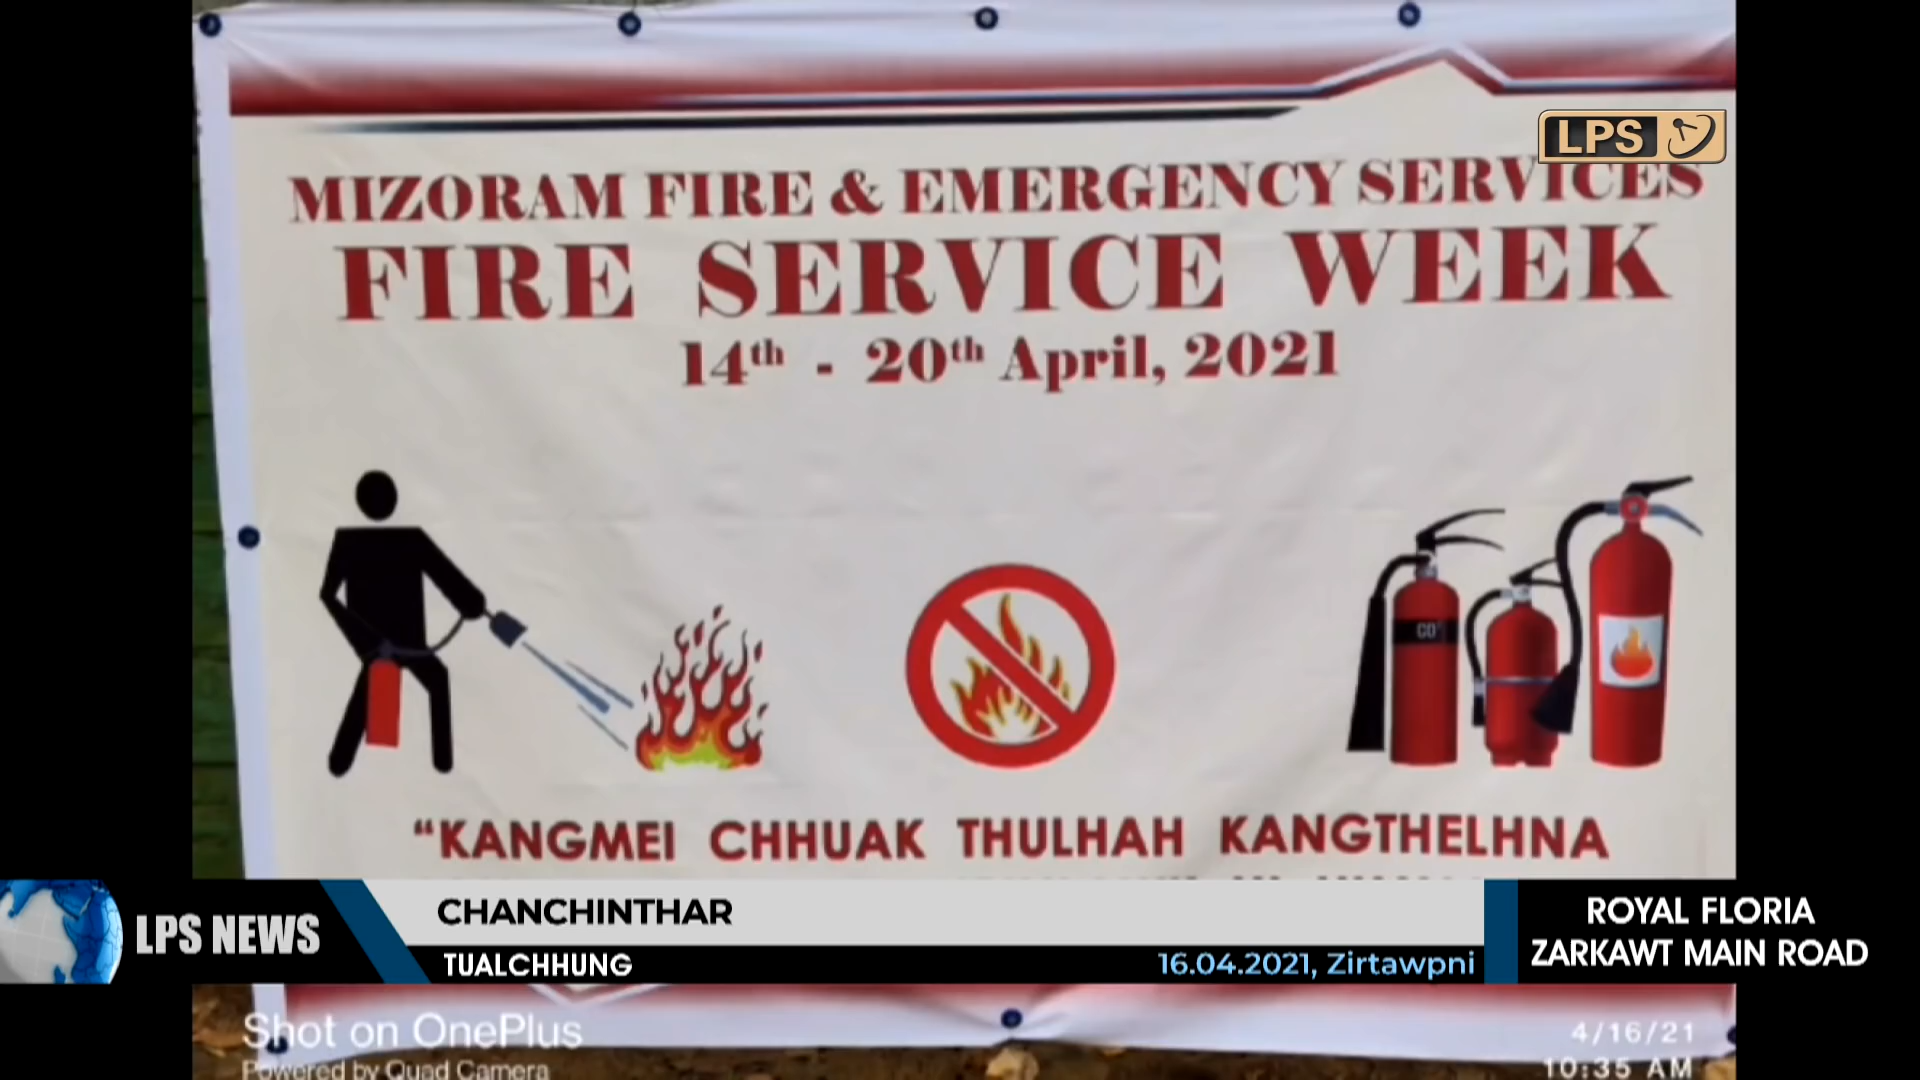 LPS
MIZORAM FIRE & EMERGENCY SERVICES
FIRE SERVICE WEEK
14th - 20th April, 2021
CO
"KANGMEI CHHUAK THULHAH KANGTHELHNA
LPS NEWS
CHANCHINTHAR
TUALCHHUNG
16.04.2021, Zirtawpni
ROYAL FLORIA
ZARKAWT MAIN ROAD
Shot on OnePlus
Powered by Quad Camera
4/16/21
10:35 AM